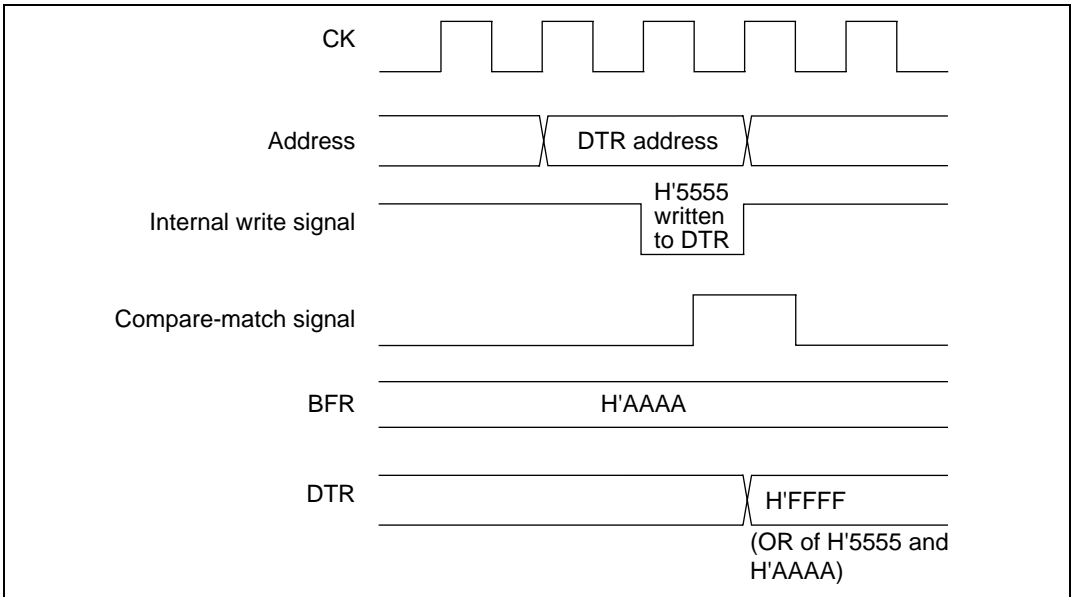 CK
Address
DTR address
Internal write signal
H'5555
written
to DTR
Compare-match signal
BFR
H'AAAA
DTR
H'FFFF
(OR of H'5555 and
H'AAAA)